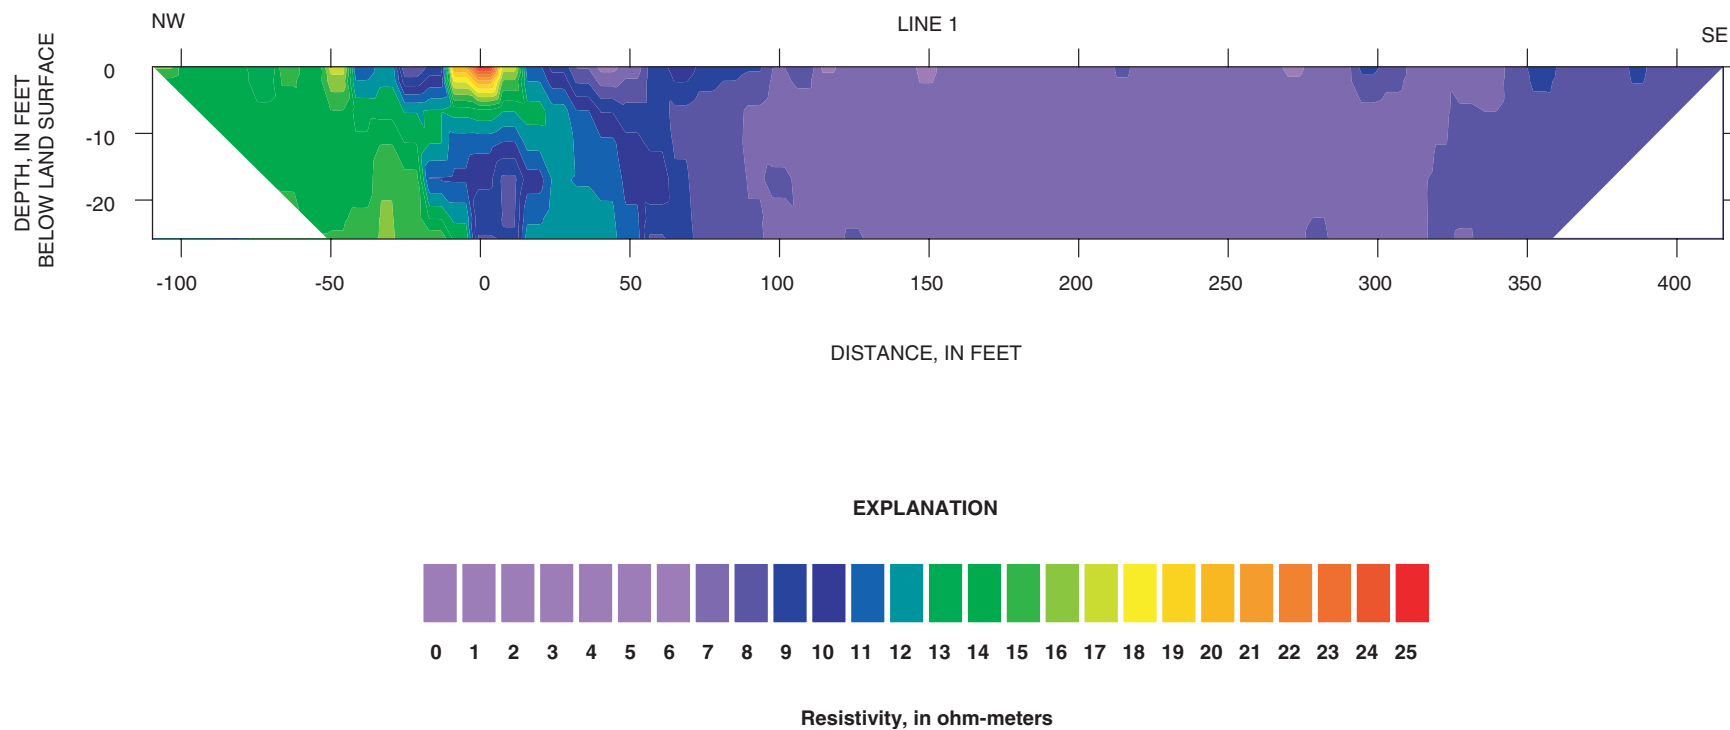 NW
LINE 1
SE
DEPTH, IN FEET
BELOW LAND SURFACE
0
-10
-20
-100 -50 0 50 100 150 200 250 300 350 400
DISTANCE, IN FEET
EXPLANATION
0 1 2 3 4 5 6 7 8 9 10 11 12 13 14 15 16 17 18 19 20 21 22 23 24 25
Resistivity, in ohm-meters